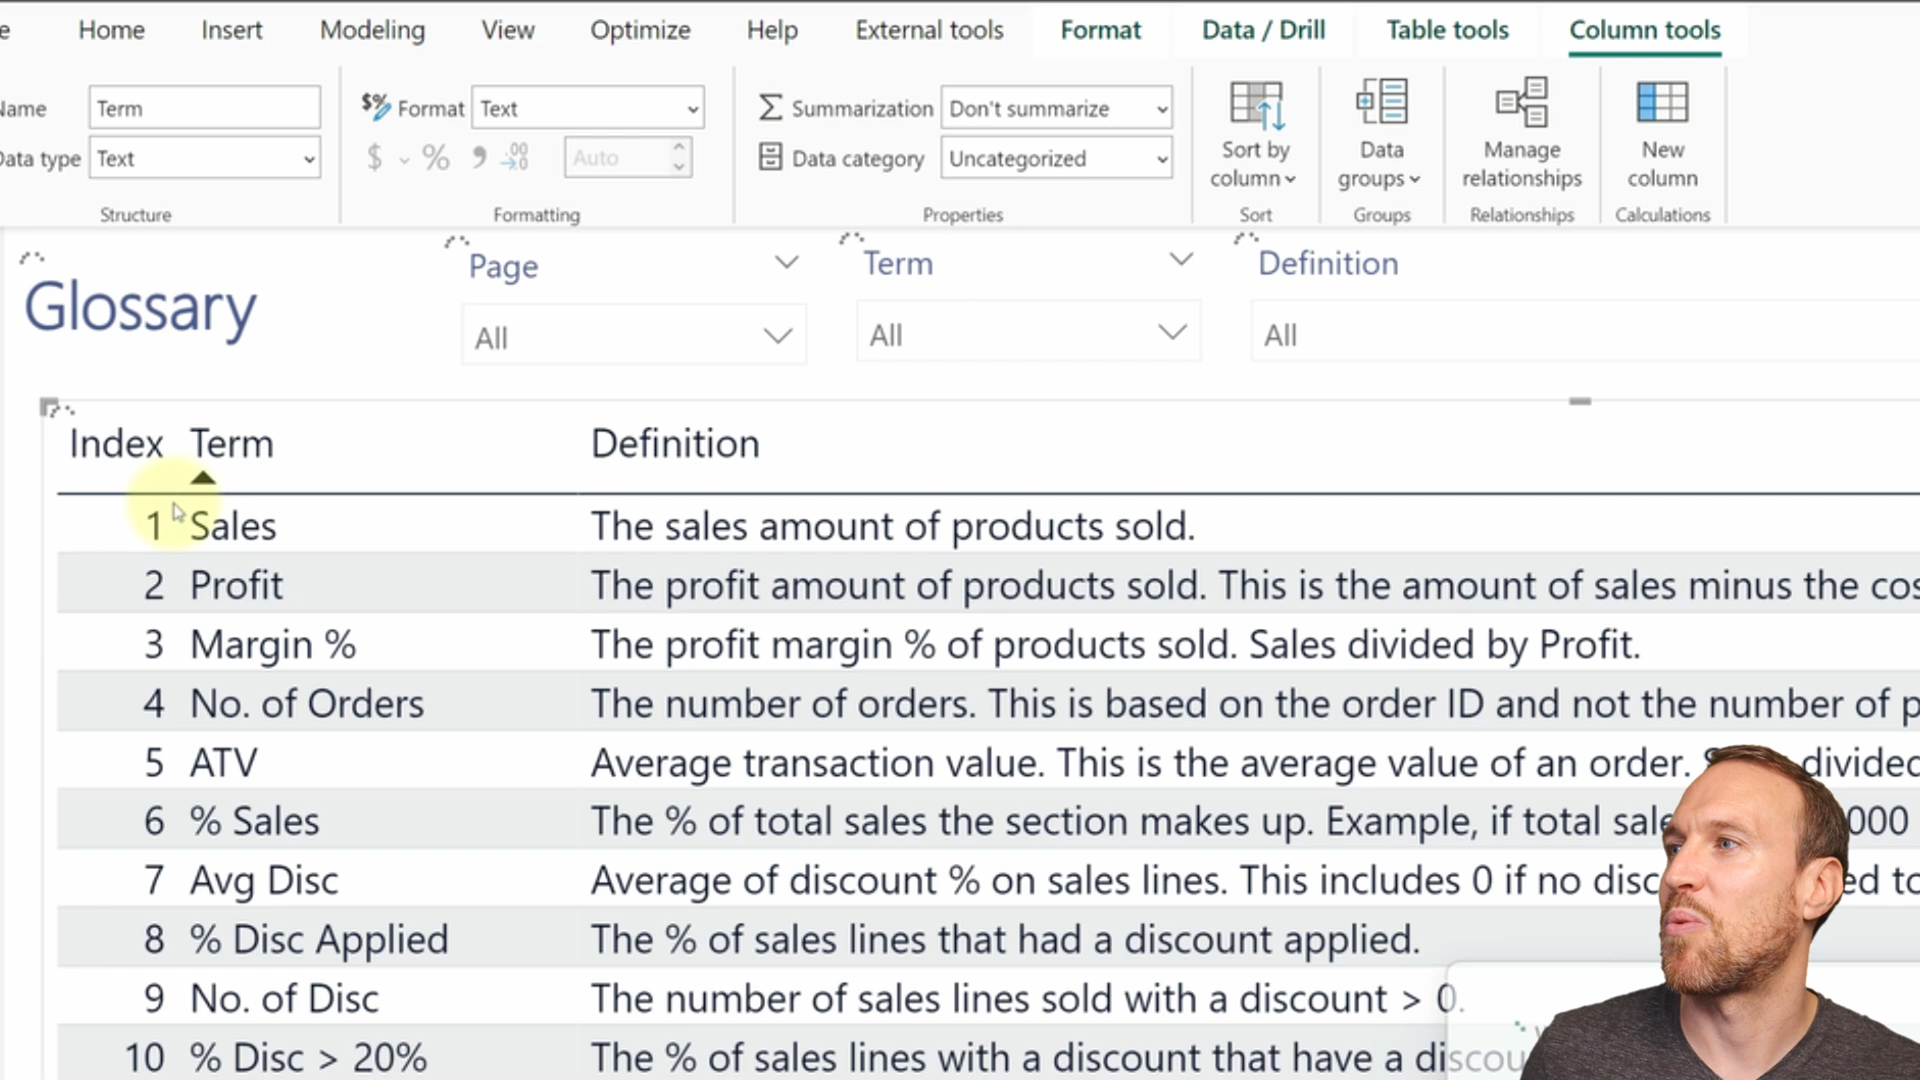 Home Insert Modeling View Optimize Help External tools Format Data / Drill Table tools Column tools
Name Term
Data type Text
Structure
$% Format Text
$ % 9 .00 Auto
Formatting
Summarization Don't summarize
Data category Uncategorized
Properties
Sort by column
Sort
Data groups
Groups
Manage relationships
Relationships
New column
Calculations
Glossary
Page
All
Term
All
Definition
All
Index Term Definition
1 Sales The sales amount of products sold.
2 Profit The profit amount of products sold. This is the amount of sales minus the cos
3 Margin % The profit margin % of products sold. Sales divided by Profit.
4 No. of Orders The number of orders. This is based on the order ID and not the number of p
5 ATV Average transaction value. This is the average value of an order. divided
6 % Sales The % of total sales the section makes up. Example, if total sale 000
7 Avg Disc Average of discount % on sales lines. This includes 0 if no disc ed to
8 % Disc Applied The % of sales lines that had a discount applied.
9 No. of Disc The number of sales lines sold with a discount > 0.
10 % Disc > 20% The % of sales lines with a discount that have a discou